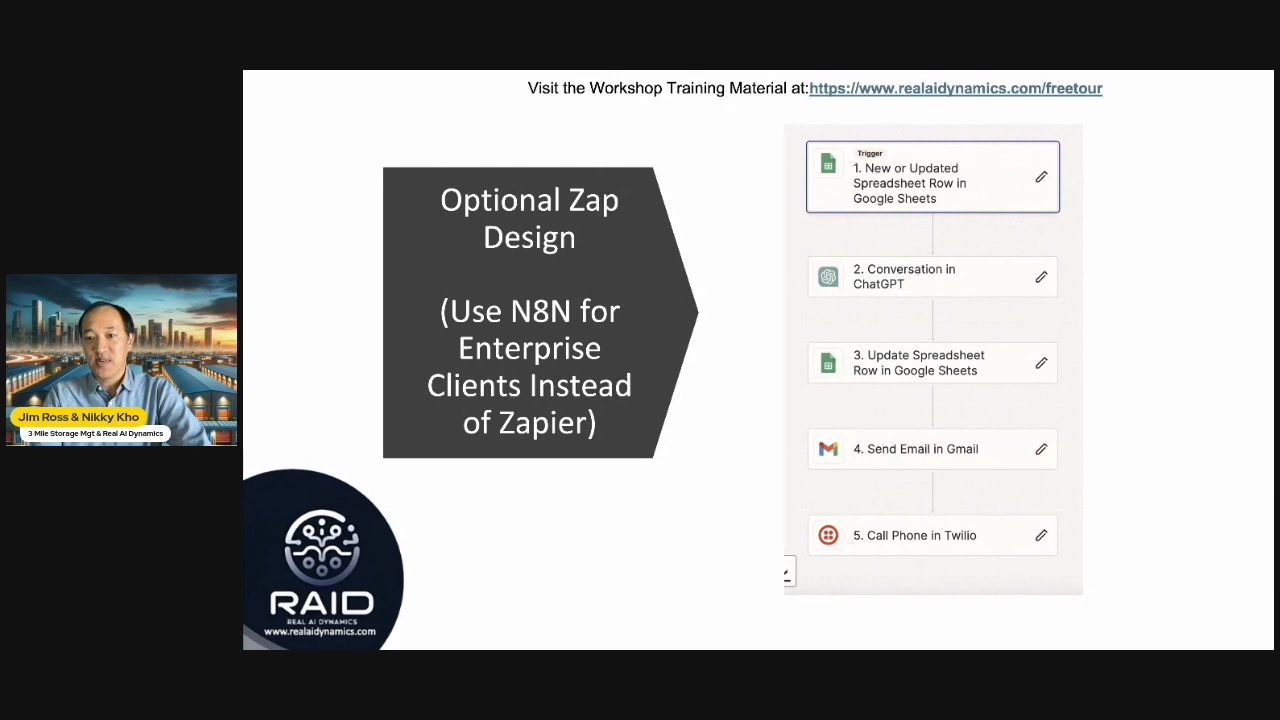 Visit the Workshop Training Material at:https://www.realaidynamics.com/freetour
Optional Zap
Design
(Use N8N for
Enterprise
Clients Instead
of Zapier)
Trigger
1. New or Updated
Spreadsheet Row in
Google Sheets
2. Conversation in
ChatGPT
3. Update Spreadsheet
Row in Google Sheets
4. Send Email in Gmail
5. Call Phone in Twilio
Jim Ross & Nikky Kho
3 Mile Storage Mgt & Real AI Dynamics
RAID
REAL AI DYNAMICS
www.realaidynamics.com